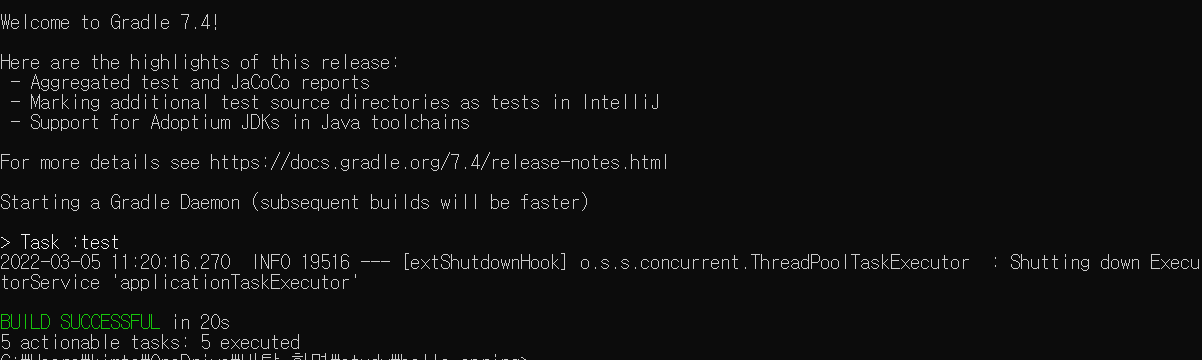 Welcome to Gradle 7.4!
Here are the highlights of this release:
- Aggregated test and JaCoCo reports
- Marking additional test source directories as tests in IntelliJ
- Support for Adoptium JDKs in Java toolchains
For more details see https://docs.gradle.org/7.4/release-notes.html
Starting a Gradle Daemon (subsequent builds will be faster)
> Task :test
2022-03-05 11:20:16.270  INFO 19516 --- [extShutdownHook] o.s.s.concurrent.ThreadPoolTaskExecutor  : Shutting down Execu
torService 'applicationTaskExecutor'
BUILD SUCCESSFUL in 20s
5 actionable tasks: 5 executed